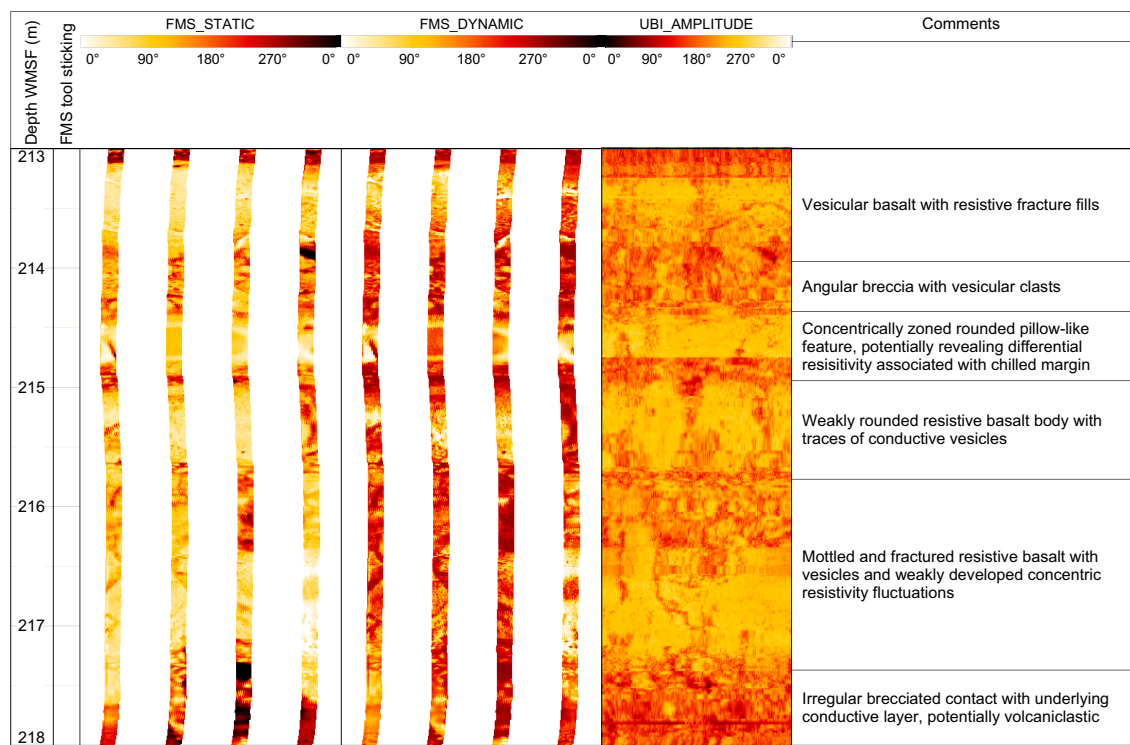 Depth WMSF (m)
FMS tool sticking
FMS_STATIC
FMS_DYNAMIC
UBI_AMPLITUDE
Comments
0° 90° 180° 270° 0°
0° 90° 180° 270° 0°
0° 90° 180° 270° 0°
213
Vesicular basalt with resistive fracture fills
214
Angular breccia with vesicular clasts
Concentrically zoned rounded pillow-like
feature, potentially revealing differential
resisitivity associated with chilled margin
215
Weakly rounded resistive basalt body with
traces of conductive vesicles
216
Mottled and fractured resistive basalt with
vesicles and weakly developed concentric
resistivity fluctuations
217
Irregular brecciated contact with underlying
conductive layer, potentially volcaniclastic
218